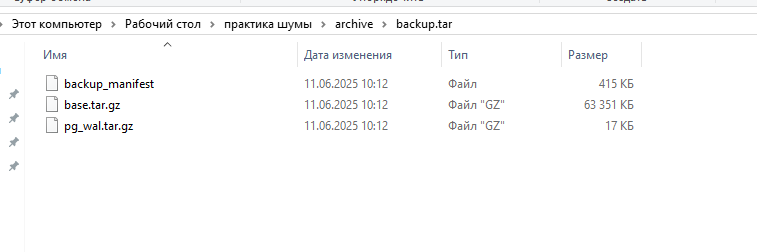 Этот компьютер > Рабочий стол > практика шумы > archive > backup.tar
Имя Дата изменения Тип Размер
backup_manifest 11.06.2025 10:12 Файл 415 КБ
base.tar.gz 11.06.2025 10:12 Файл "GZ" 63 351 КБ
pg_wal.tar.gz 11.06.2025 10:12 Файл "GZ" 17 КБ